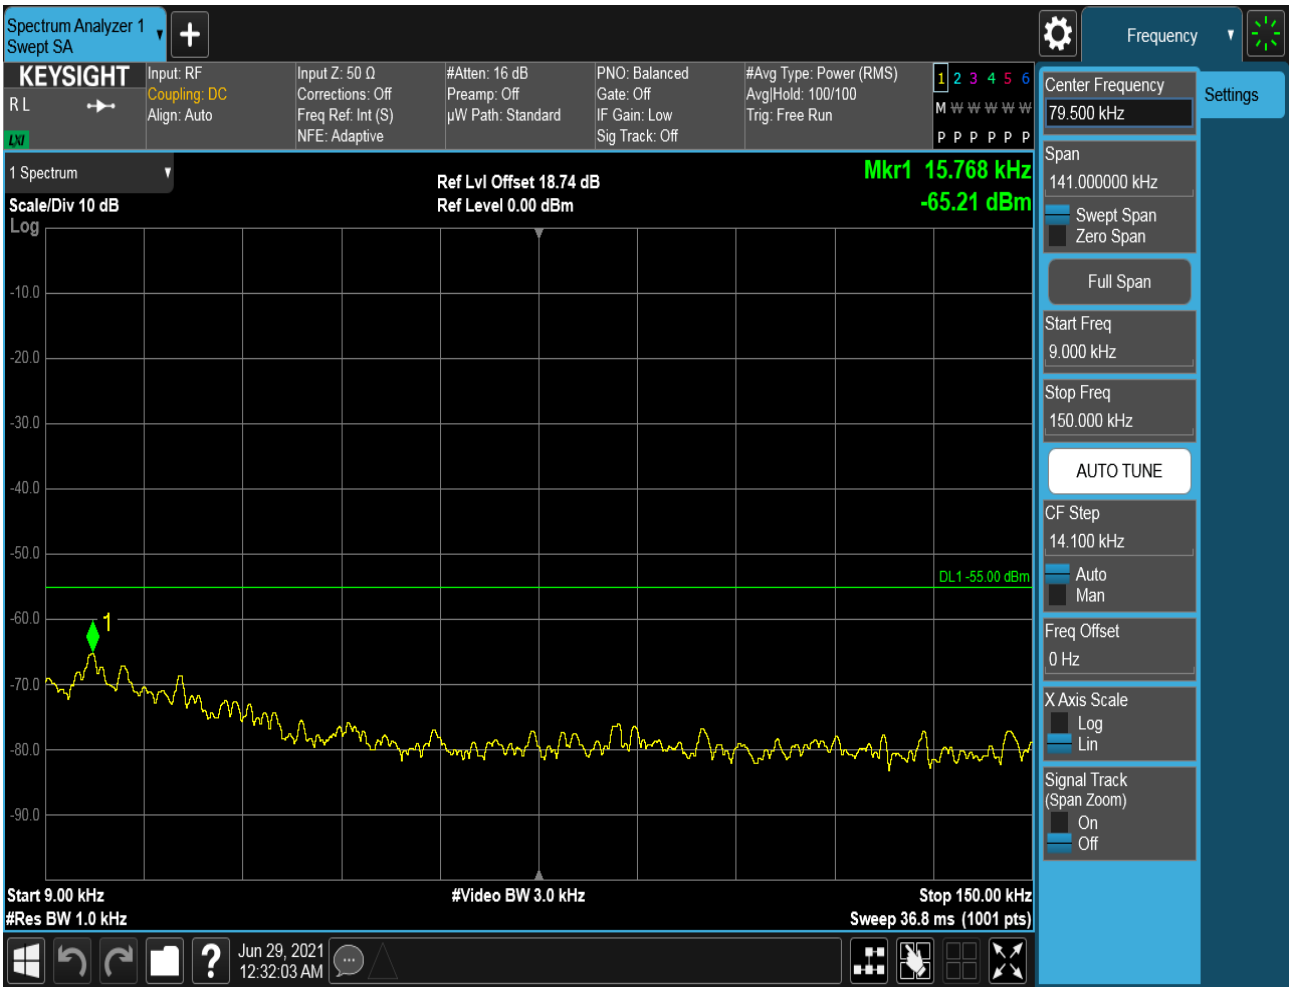 Spectrum Analyzer 1
Swept SA
Frequency
KEYSIGHT
R L
LXI
Input: RF
Coupling: DC
Align: Auto
Input Z: 50 Ω
Corrections: Off
Freq Ref: Int (S)
NFE: Adaptive
#Atten: 16 dB
Preamp: Off
µW Path: Standard
PNO: Balanced
Gate: Off
IF Gain: Low
Sig Track: Off
#Avg Type: Power (RMS)
Avg|Hold: 100/100
Trig: Free Run
1 2 3 4 5 6
M W W W W W
P P P P P P
1 Spectrum
Scale/Div 10 dB
Log
Ref Lvl Offset 18.74 dB
Ref Level 0.00 dBm
Mkr1 15.768 kHz
-65.21 dBm
-10.0
-20.0
-30.0
-40.0
-50.0
DL1 -55.00 dBm
-60.0
1
-70.0
-80.0
-90.0
Start 9.00 kHz
#Res BW 1.0 kHz
#Video BW 3.0 kHz
Stop 150.00 kHz
Sweep 36.8 ms (1001 pts)
Center Frequency
79.500 kHz
Span
141.000000 kHz
Swept Span
Zero Span
Full Span
Start Freq
9.000 kHz
Stop Freq
150.000 kHz
AUTO TUNE
CF Step
14.100 kHz
Auto
Man
Freq Offset
0 Hz
X Axis Scale
Log
Lin
Signal Track
(Span Zoom)
On
Off
Settings
?
Jun 29, 2021
12:32:03 AM